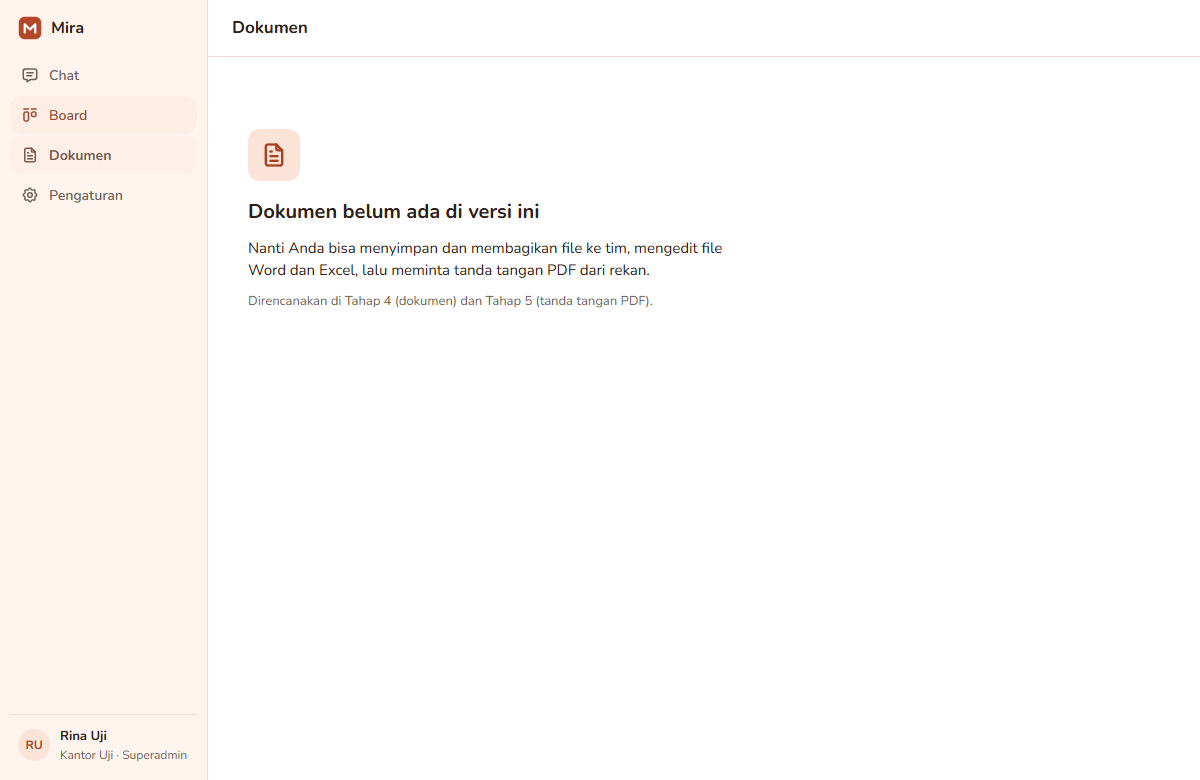 Mira
Chat
Board
Dokumen
Pengaturan
RU
Rina Uji
Kantor Uji · Superadmin
Dokumen
Dokumen belum ada di versi ini
Nanti Anda bisa menyimpan dan membagikan file ke tim, mengedit file
Word dan Excel, lalu meminta tanda tangan PDF dari rekan.
Direncanakan di Tahap 4 (dokumen) dan Tahap 5 (tanda tangan PDF).